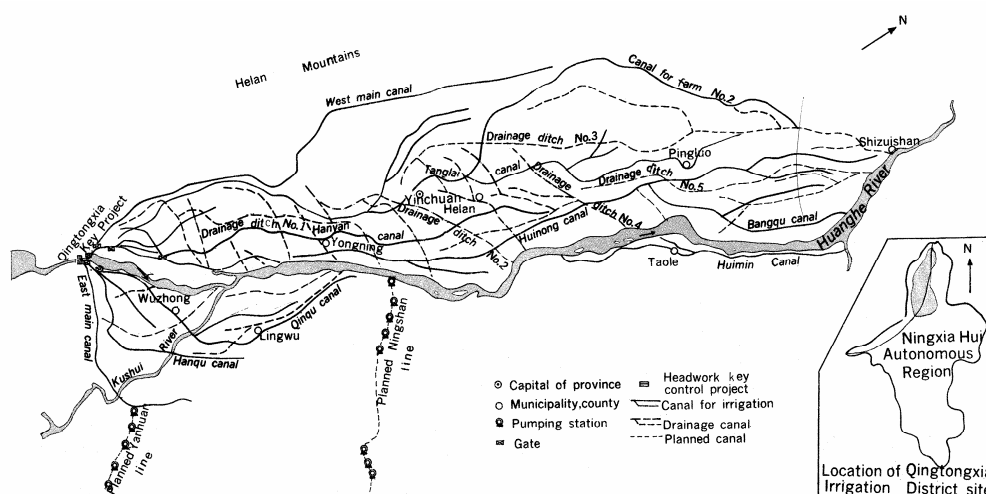 N
Helan Mountains
West main canal
Canal for farm No.2
Drainage ditch No.3
Pingluo
Shizuishan
Tanglai canal
Drainage ditch No.5
Yinchuan
Helan
Drainage ditch No.4
Qingtongxia
Key Project
Drainage ditch No.1
Hanyan canal
Yongning
Drainage ditch No.2
Huinong canal
Bangqu canal
Huanghe River
Taole
Huimin Canal
East main canal
Wuzhong
Lingwu
Qinqu canal
Hanqu canal
Kushui River
Planned Yanhuan
line
Planned Ningshan
line
Capital of province
Municipality,county
Pumping station
Gate
Headwork key
control project
Canal for irrigation
Drainage canal
Planned canal
N
Ningxia Hui
Autonomous
Region
Location of Qingtongxia
Irrigation District site